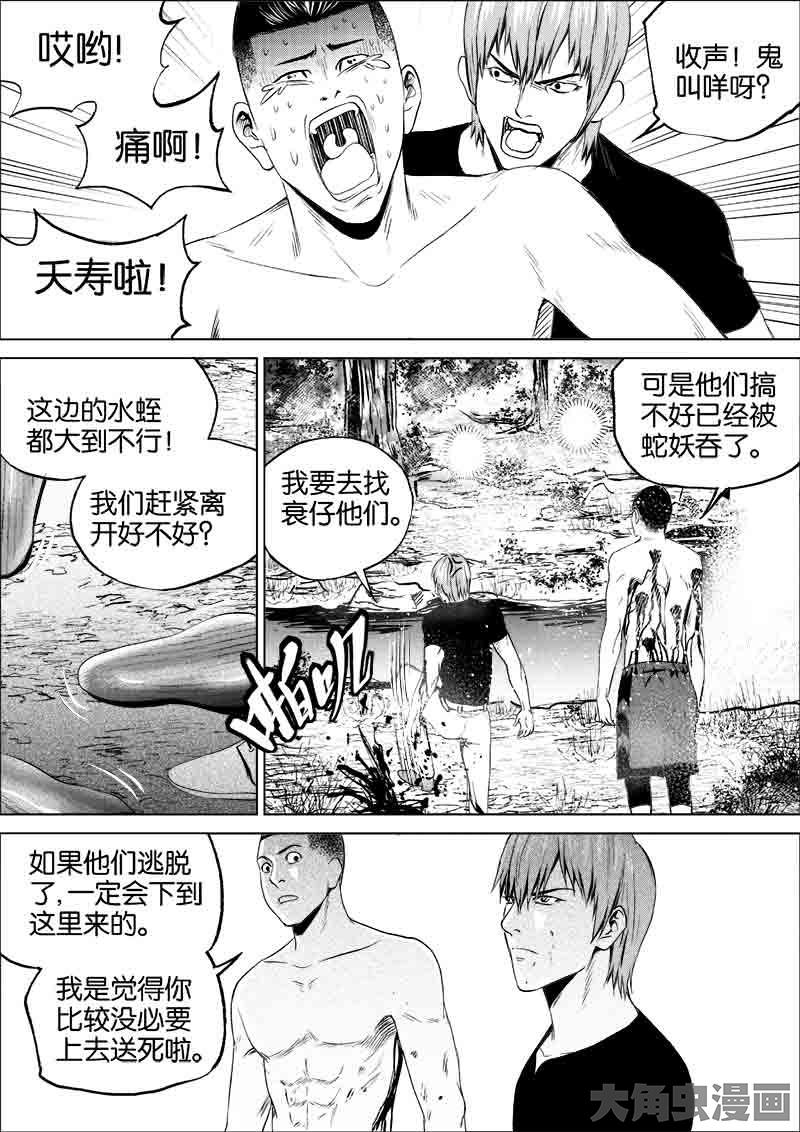 哎哟!
痛啊!
夭寿啦!
收声！鬼
叫咩呀?
这边的水蛭
都大到不行!
我们赶紧离
开好不好?
我要去找
衰仔他们。
可是他们搞
不好已经被
蛇妖吞了。
啪叽
如果他们逃脱
了,一定会下到
这里来的。
我是觉得你
比较没必要
上去送死啦。
大角虫漫画